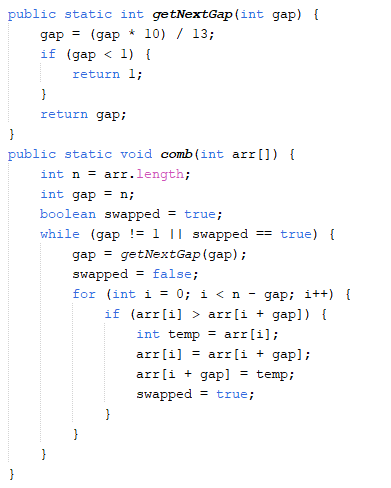 public static int getNextGap(int gap) {
    gap = (gap * 10) / 13;
    if (gap < 1) {
        return 1;
    }
    return gap;
}
public static void comb(int arr[]) {
    int n = arr.length;
    int gap = n;
    boolean swapped = true;
    while (gap != 1 || swapped == true) {
        gap = getNextGap(gap);
        swapped = false;
        for (int i = 0; i < n - gap; i++) {
            if (arr[i] > arr[i + gap]) {
                int temp = arr[i];
                arr[i] = arr[i + gap];
                arr[i + gap] = temp;
                swapped = true;
            }
        }
    }
}